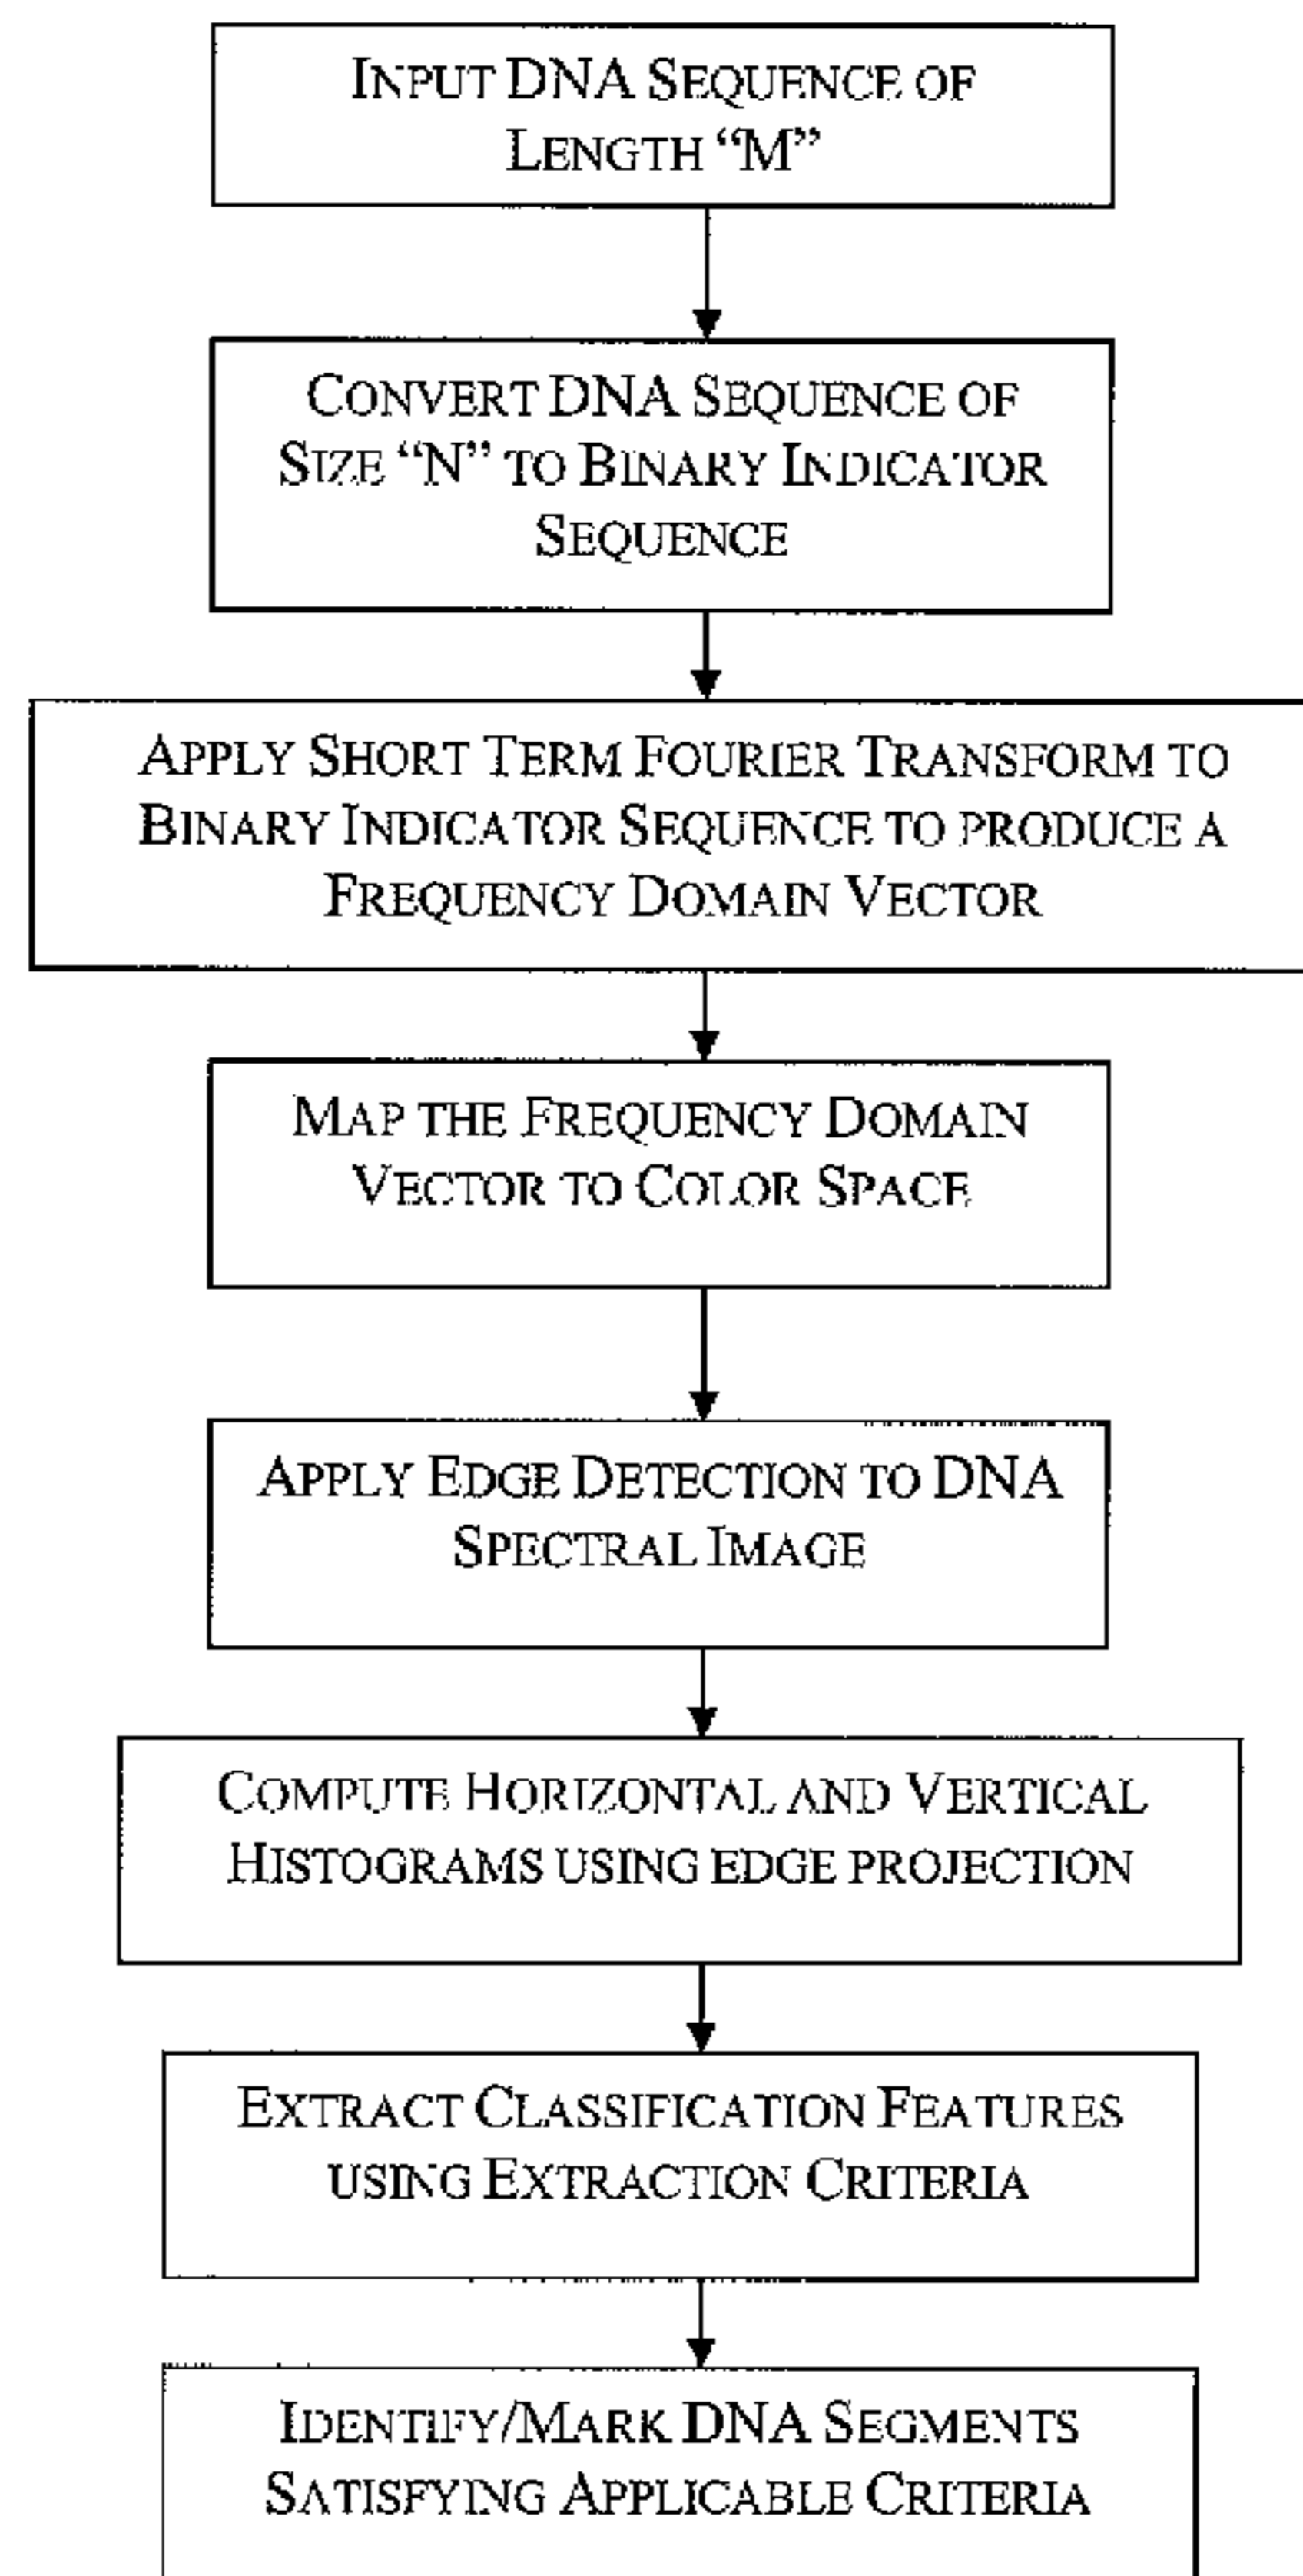 INPUT DNA SEQUENCE OF
LENGTH “M”
CONVERT DNA SEQUENCE OF
SIZE “N” TO BINARY INDICATOR
SEQUENCE
APPLY SHORT TERM FOURIER TRANSFORM TO
BINARY INDICATOR SEQUENCE TO PRODUCE A
FREQUENCY DOMAIN VECTOR
MAP THE FREQUENCY DOMAIN
VECTOR TO COLOR SPACE
APPLY EDGE DETECTION TO DNA
SPECTRAL IMAGE
COMPUTE HORIZONTAL AND VERTICAL
HISTOGRAMS USING EDGE PROJECTION
EXTRACT CLASSIFICATION FEATURES
USING EXTRACTION CRITERIA
IDENTIFY/MARK DNA SEGMENTS
SATISFYING APPLICABLE CRITERIA